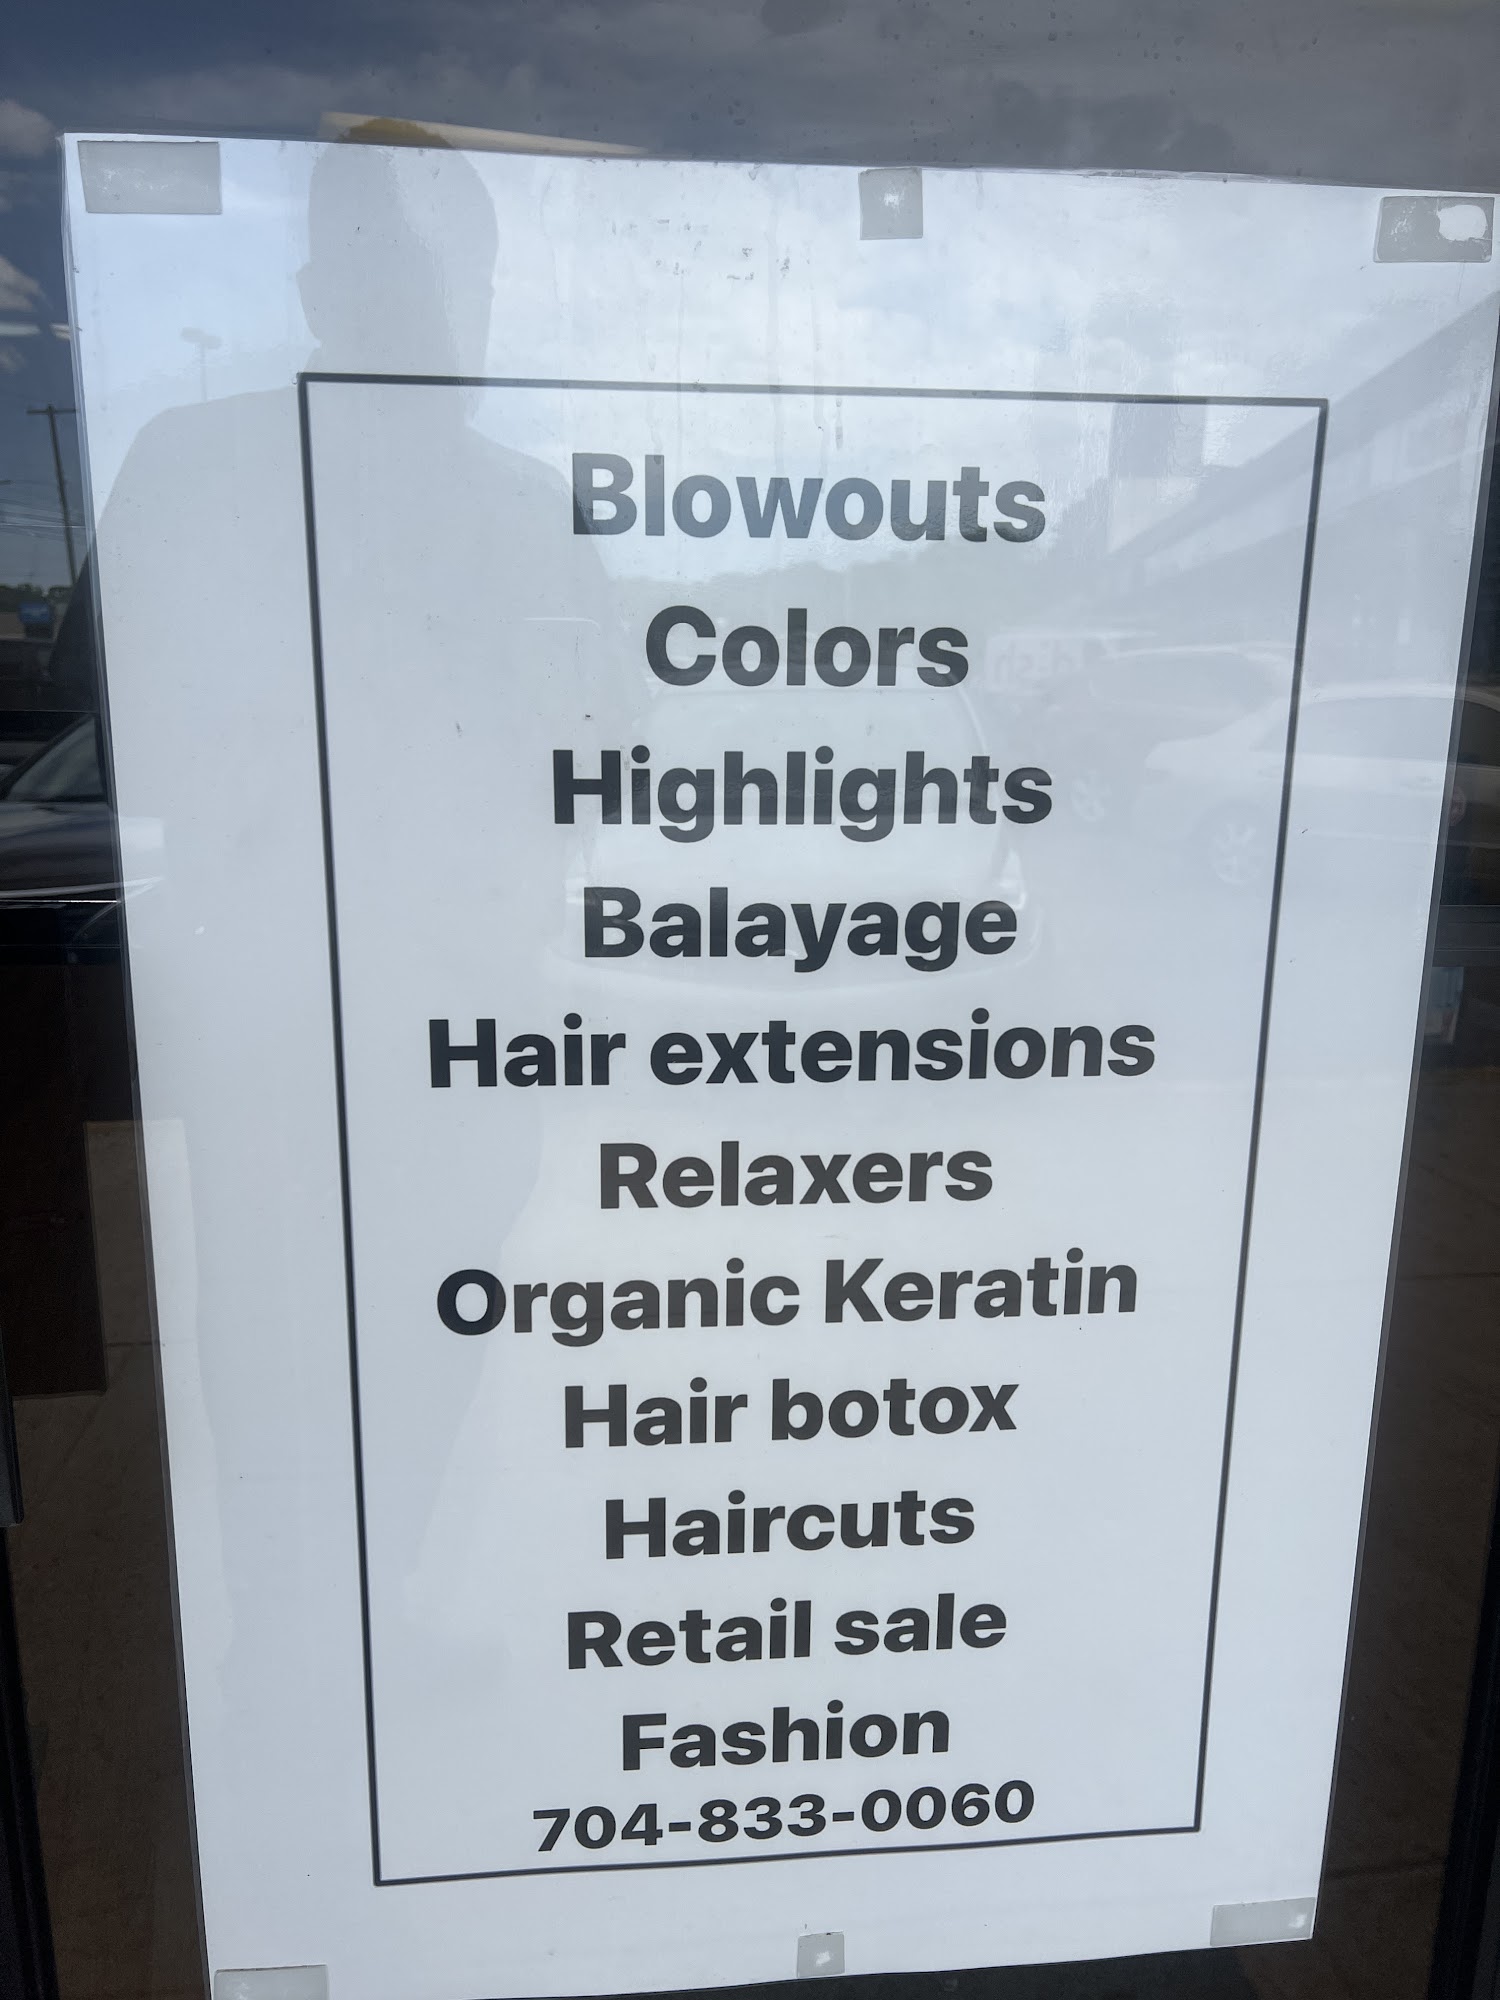 Blowouts
Colors
Highlights
Balayage
Hair extensions
Relaxers
Organic Keratin
Hair botox
Haircuts
Retail sale
Fashion
704-833-0060